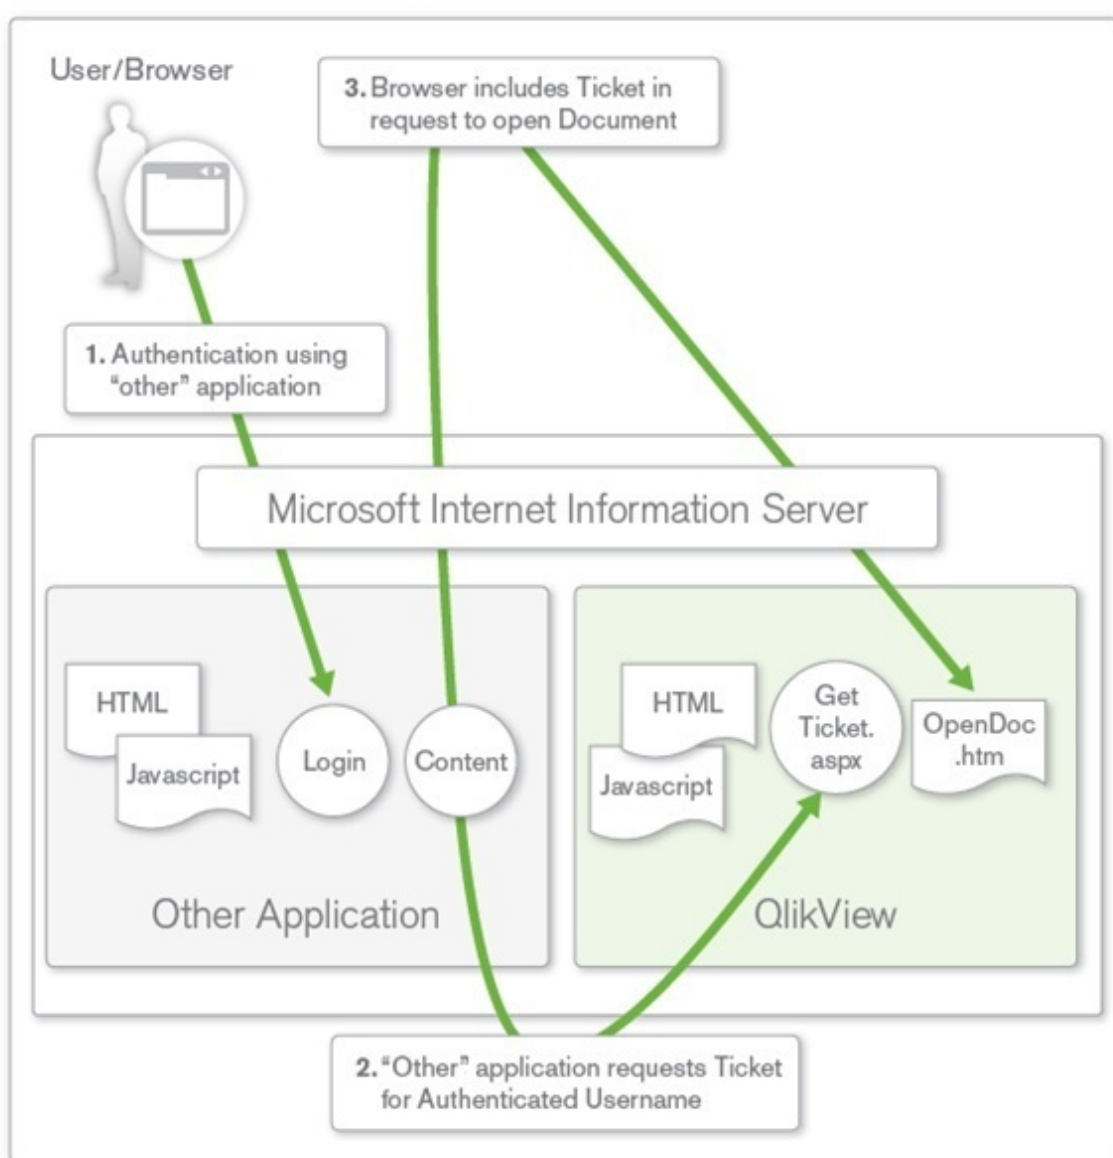 User/Browser
3. Browser includes Ticket in
request to open Document
1. Authentication using
“other” application
Microsoft Internet Information Server
HTML
Javascript
Login
Content
Other Application
HTML
Javascript
Get
Ticket.
aspx
OpenDoc
.htm
QlikView
2. “Other” application requests Ticket
for Authenticated Username